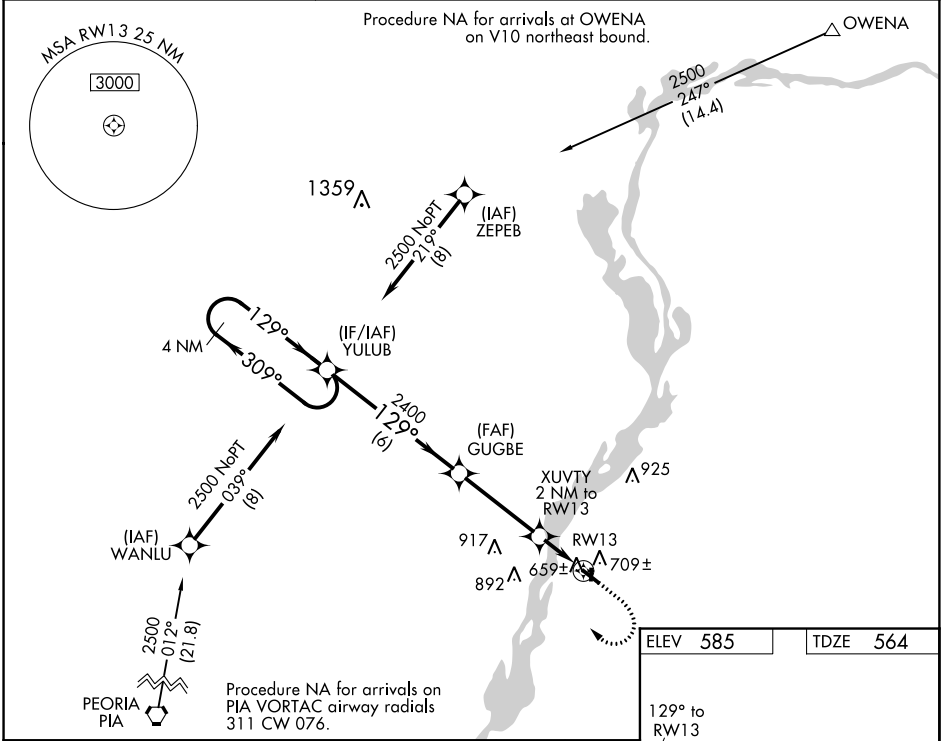 Procedure NA for arrivals at OWENA
on V10 northeast bound.
OWENA
MSA RW13 25 NM
3000
2500
247°
(14.4)
1359
(IAF)
ZEPEB
2500 NoPT
219°
(8)
129°
4 NM
309°
(IF/IAF)
YULUB
2400
129°
(6)
(FAF)
GUGBE
2500 NoPT
039°
(8)
XUVTY
2 NM to
RW13
925
(IAF)
WANLU
917
RW13
892
659±
709±
2500
012°
(21.8)
PEORIA
PIA
Procedure NA for arrivals on
PIA VORTAC airway radials
311 CW 076.
ELEV 585
TDZE 564
129° to
RW13